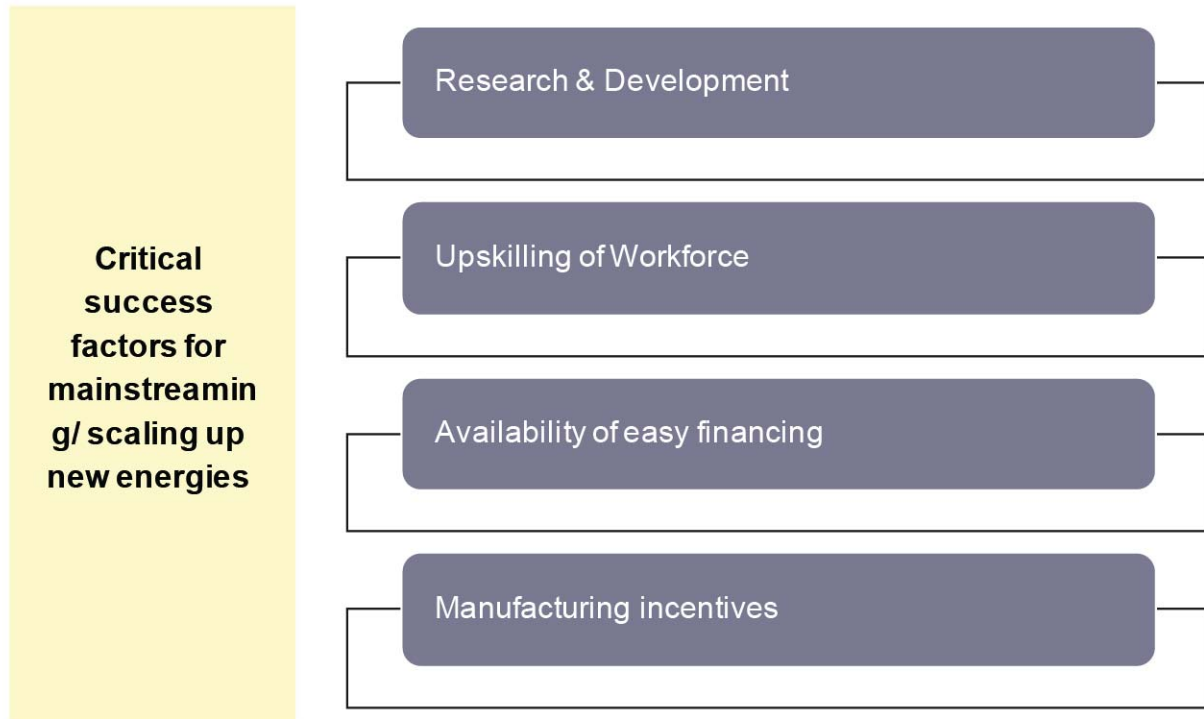 Critical
success
factors for
mainstreamin
g/ scaling up
new energies
Research & Development
Upskilling of Workforce
Availability of easy financing
Manufacturing incentives